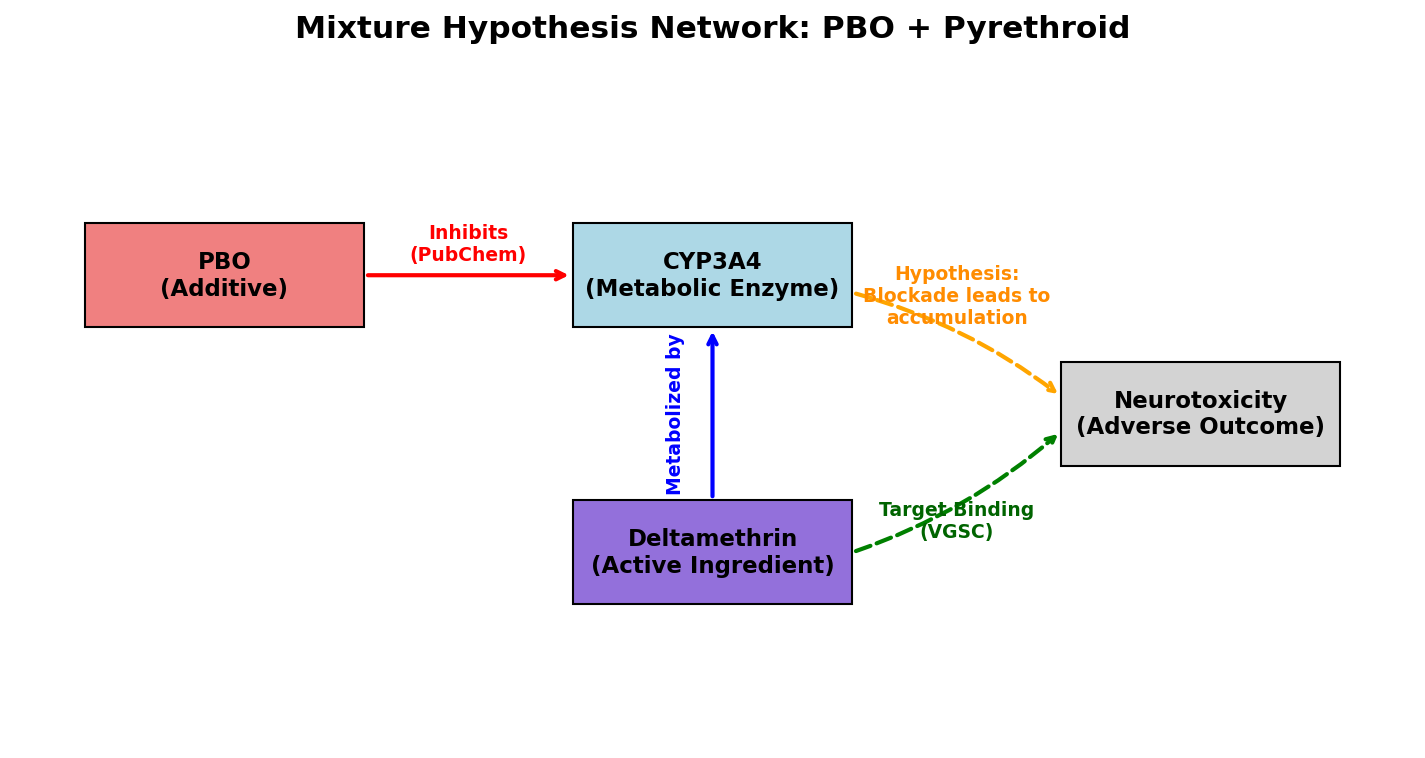 Mixture Hypothesis Network: PBO + Pyrethroid
PBO
(Additive)
Inhibits
(PubChem)
CYP3A4
(Metabolic Enzyme)
Hypothesis:
Blockade leads to
accumulation
Metabolized by
Neurotoxicity
(Adverse Outcome)
Deltamethrin
(Active Ingredient)
Target Binding
(VGSC)